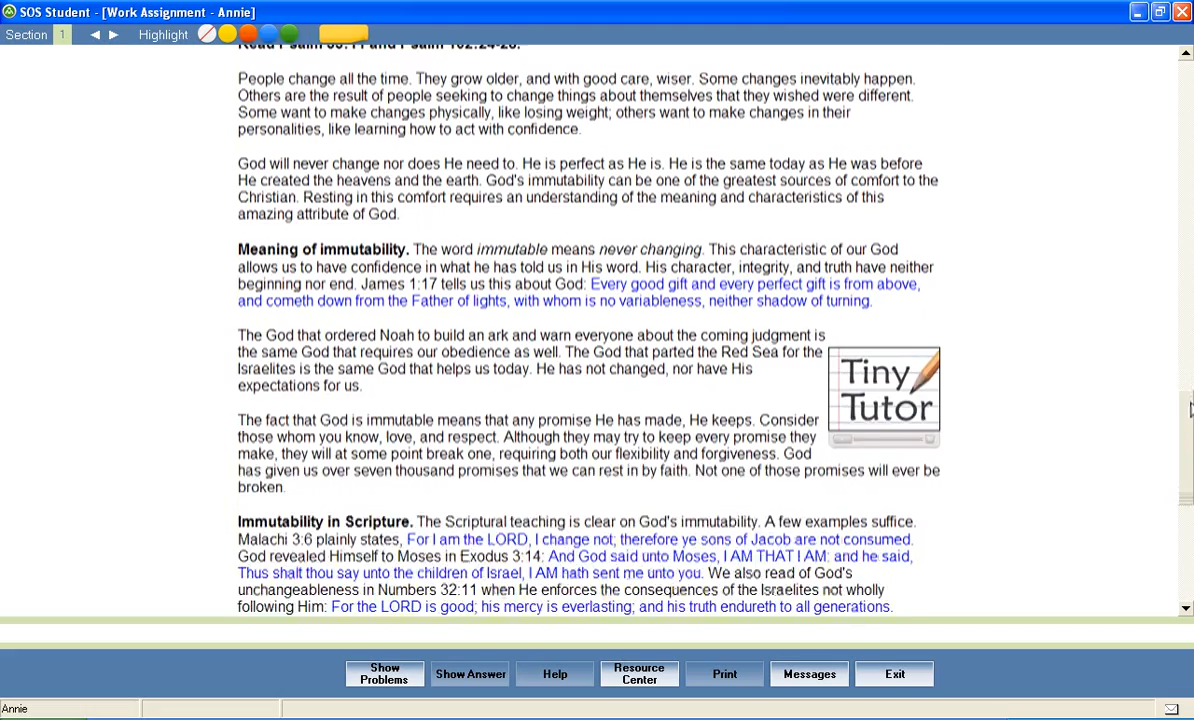 SOS Student - [Work Assignment - Annie]
Section 1 Highlight
People change all the time. They grow older, and with good care, wiser. Some changes inevitably happen.
Others are the result of people seeking to change things about themselves that they wished were different.
Some want to make changes physically, like losing weight; others want to make changes in their
personalities, like learning how to act with confidence.
God will never change nor does He need to. He is perfect as He is. He is the same today as He was before
He created the heavens and the earth. God's immutability can be one of the greatest sources of comfort to the
Christian. Resting in this comfort requires an understanding of the meaning and characteristics of this
amazing attribute of God.
Meaning of immutability. The word immutable means never changing. This characteristic of our God
allows us to have confidence in what he has told us in His word. His character, integrity, and truth have neither
beginning nor end. James 1:17 tells us this about God: Every good gift and every perfect gift is from above,
and cometh down from the Father of lights, with whom is no variableness, neither shadow of turning.
The God that ordered Noah to build an ark and warn everyone about the coming judgment is
the same God that requires our obedience as well. The God that parted the Red Sea for the
Israelites is the same God that helps us today. He has not changed, nor have His
expectations for us.
Tiny
Tutor
The fact that God is immutable means that any promise He has made, He keeps. Consider
those whom you know, love, and respect. Although they may try to keep every promise they
make, they will at some point break one, requiring both our flexibility and forgiveness. God
has given us over seven thousand promises that we can rest in by faith. Not one of those promises will ever be
broken.
Immutability in Scripture. The Scriptural teaching is clear on God's immutability. A few examples suffice.
Malachi 3:6 plainly states, For I am the LORD, I change not; therefore ye sons of Jacob are not consumed.
God revealed Himself to Moses in Exodus 3:14: And God said unto Moses, I AM THAT I AM: and he said,
Thus shalt thou say unto the children of Israel, I AM hath sent me unto you. We also read of God's
unchangeableness in Numbers 32:11 when He enforces the consequences of the Israelites not wholly
following Him: For the LORD is good; his mercy is everlasting; and his truth endureth to all generations.
Show Problems
Show Answer
Help
Resource Center
Print
Messages
Exit
Annie